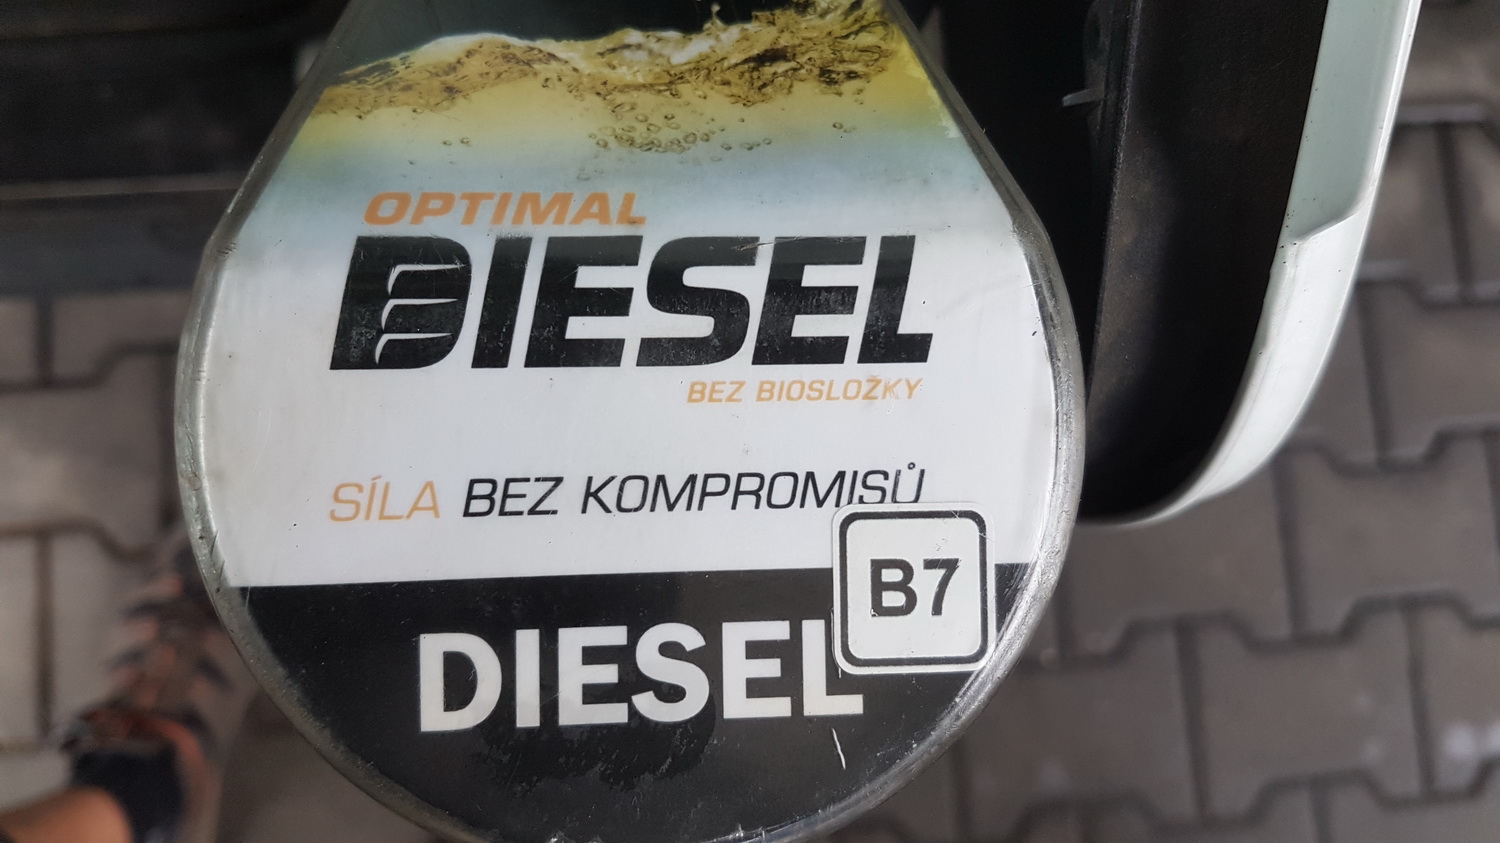 OPTIMAL
DIESEL
BEZ BIOSLOŽKY
SÍLA BEZ KOMPROMISŮ
B7
DIESEL